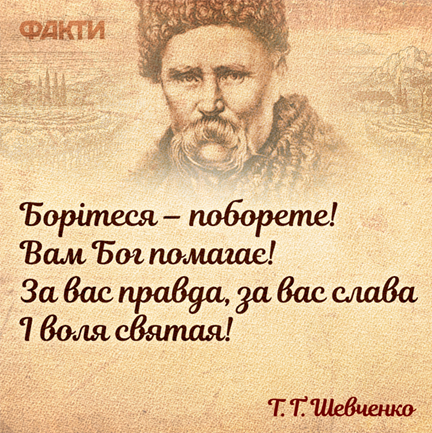 ФАКТИ
Борітеся – поборете!
Вам Бог помагає!
За вас правда, за вас слава
І воля святая!
Т. Г. Шевченко